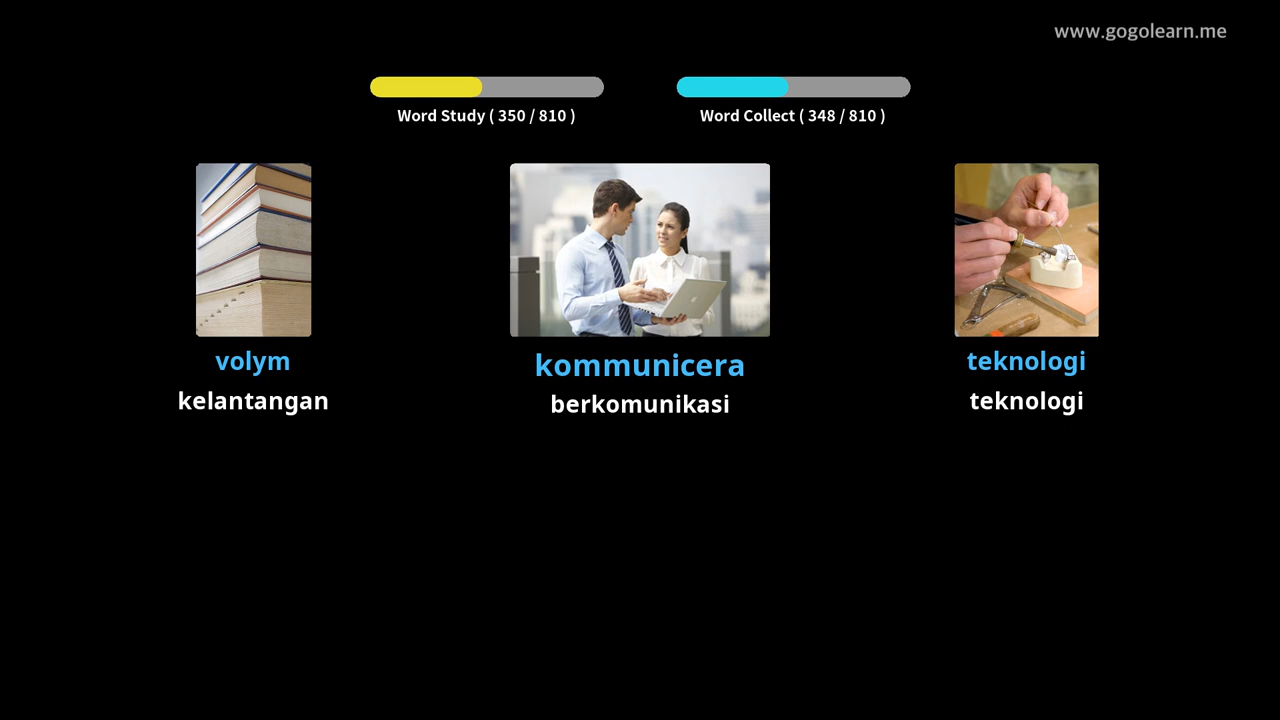 www.gogolearn.me
Word Study ( 350 / 810 )
Word Collect ( 348 / 810 )
volym
kelantangan
kommunicera
berkomunikasi
teknologi
teknologi